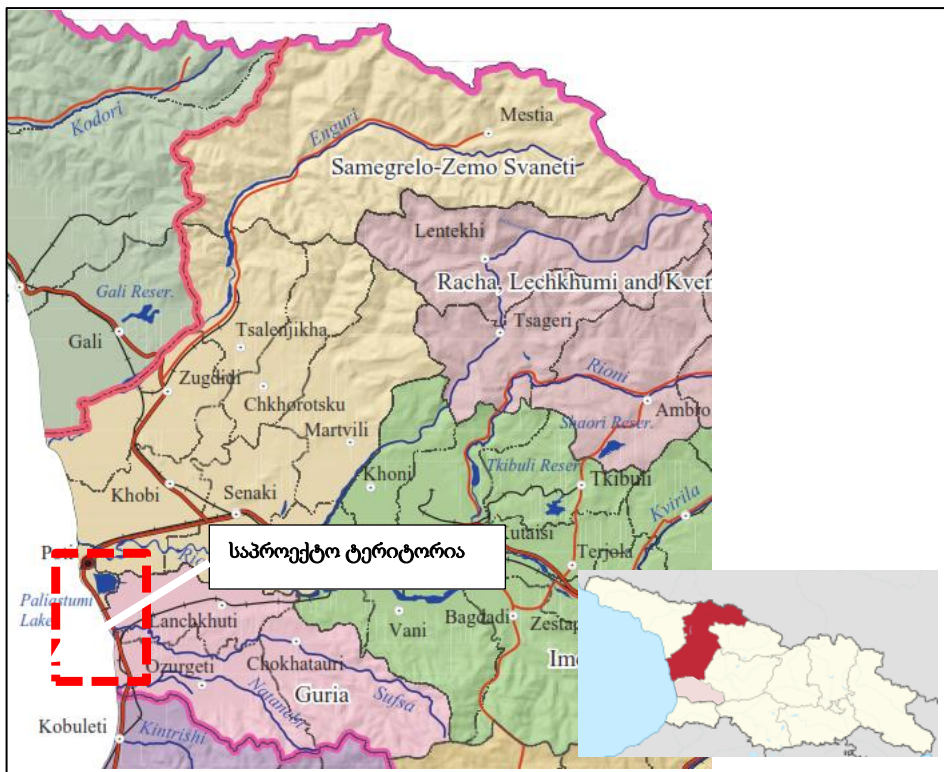 Kodori
Mestia
Enguri
Samegrelo-Zemo Svaneti
Lentekhi
Racha, Lechkhumi and Kver
Gali Reser.
Tsageri
Gali
Tsalenjikha
Rioni
Zugdidi
Chkhorotsku
Ambro
Shaori Reser.
Martvili
Khoni
Tkibuli Reser
Tkibuli
Khobi
Senaki
Kvirila
საპროექტო ტერიტორია
utaisi
Terjola
Paliastumi
Lake
Lanchkhuti
Vani
Bagdadi
Zestap
Ozurgeti
Chokhatauri
Ime
Guria
Natanebi
Sufsa
Kobuleti
Kintrishi